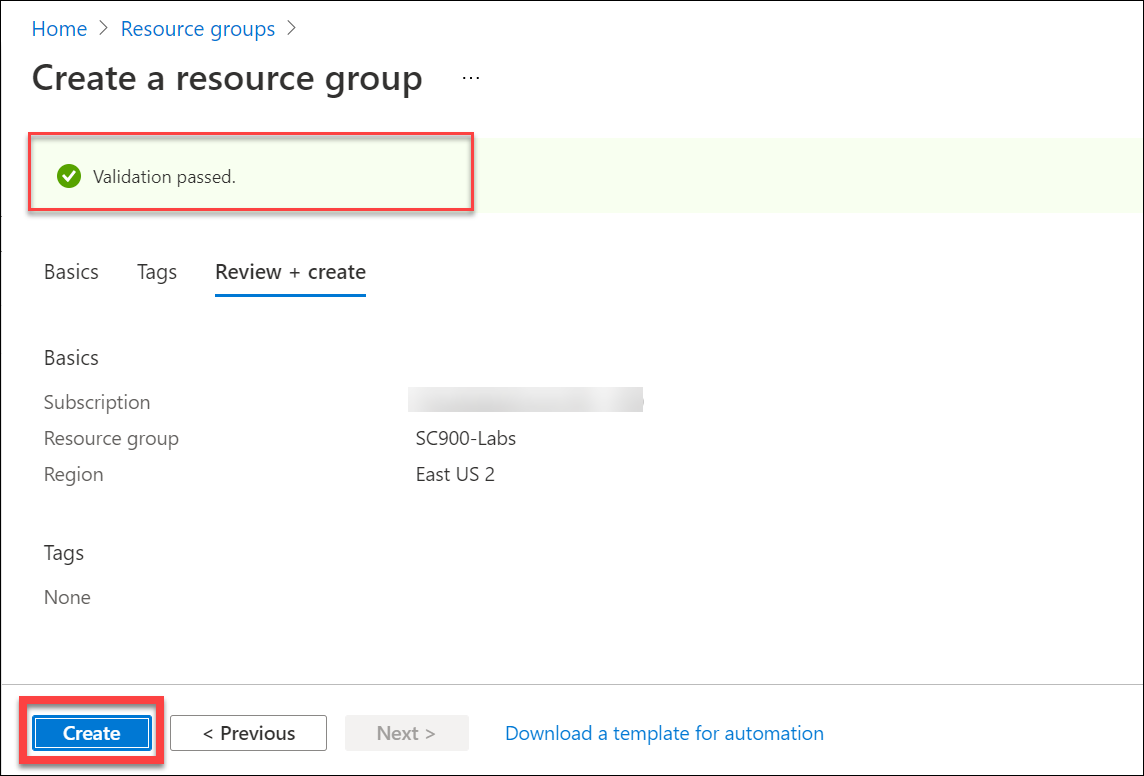 Home > Resource groups >
Create a resource group ...
Validation passed.
Basics Tags Review + create
Basics
Subscription
Resource group SC900-Labs
Region East US 2
Tags
None
Create < Previous Next > Download a template for automation